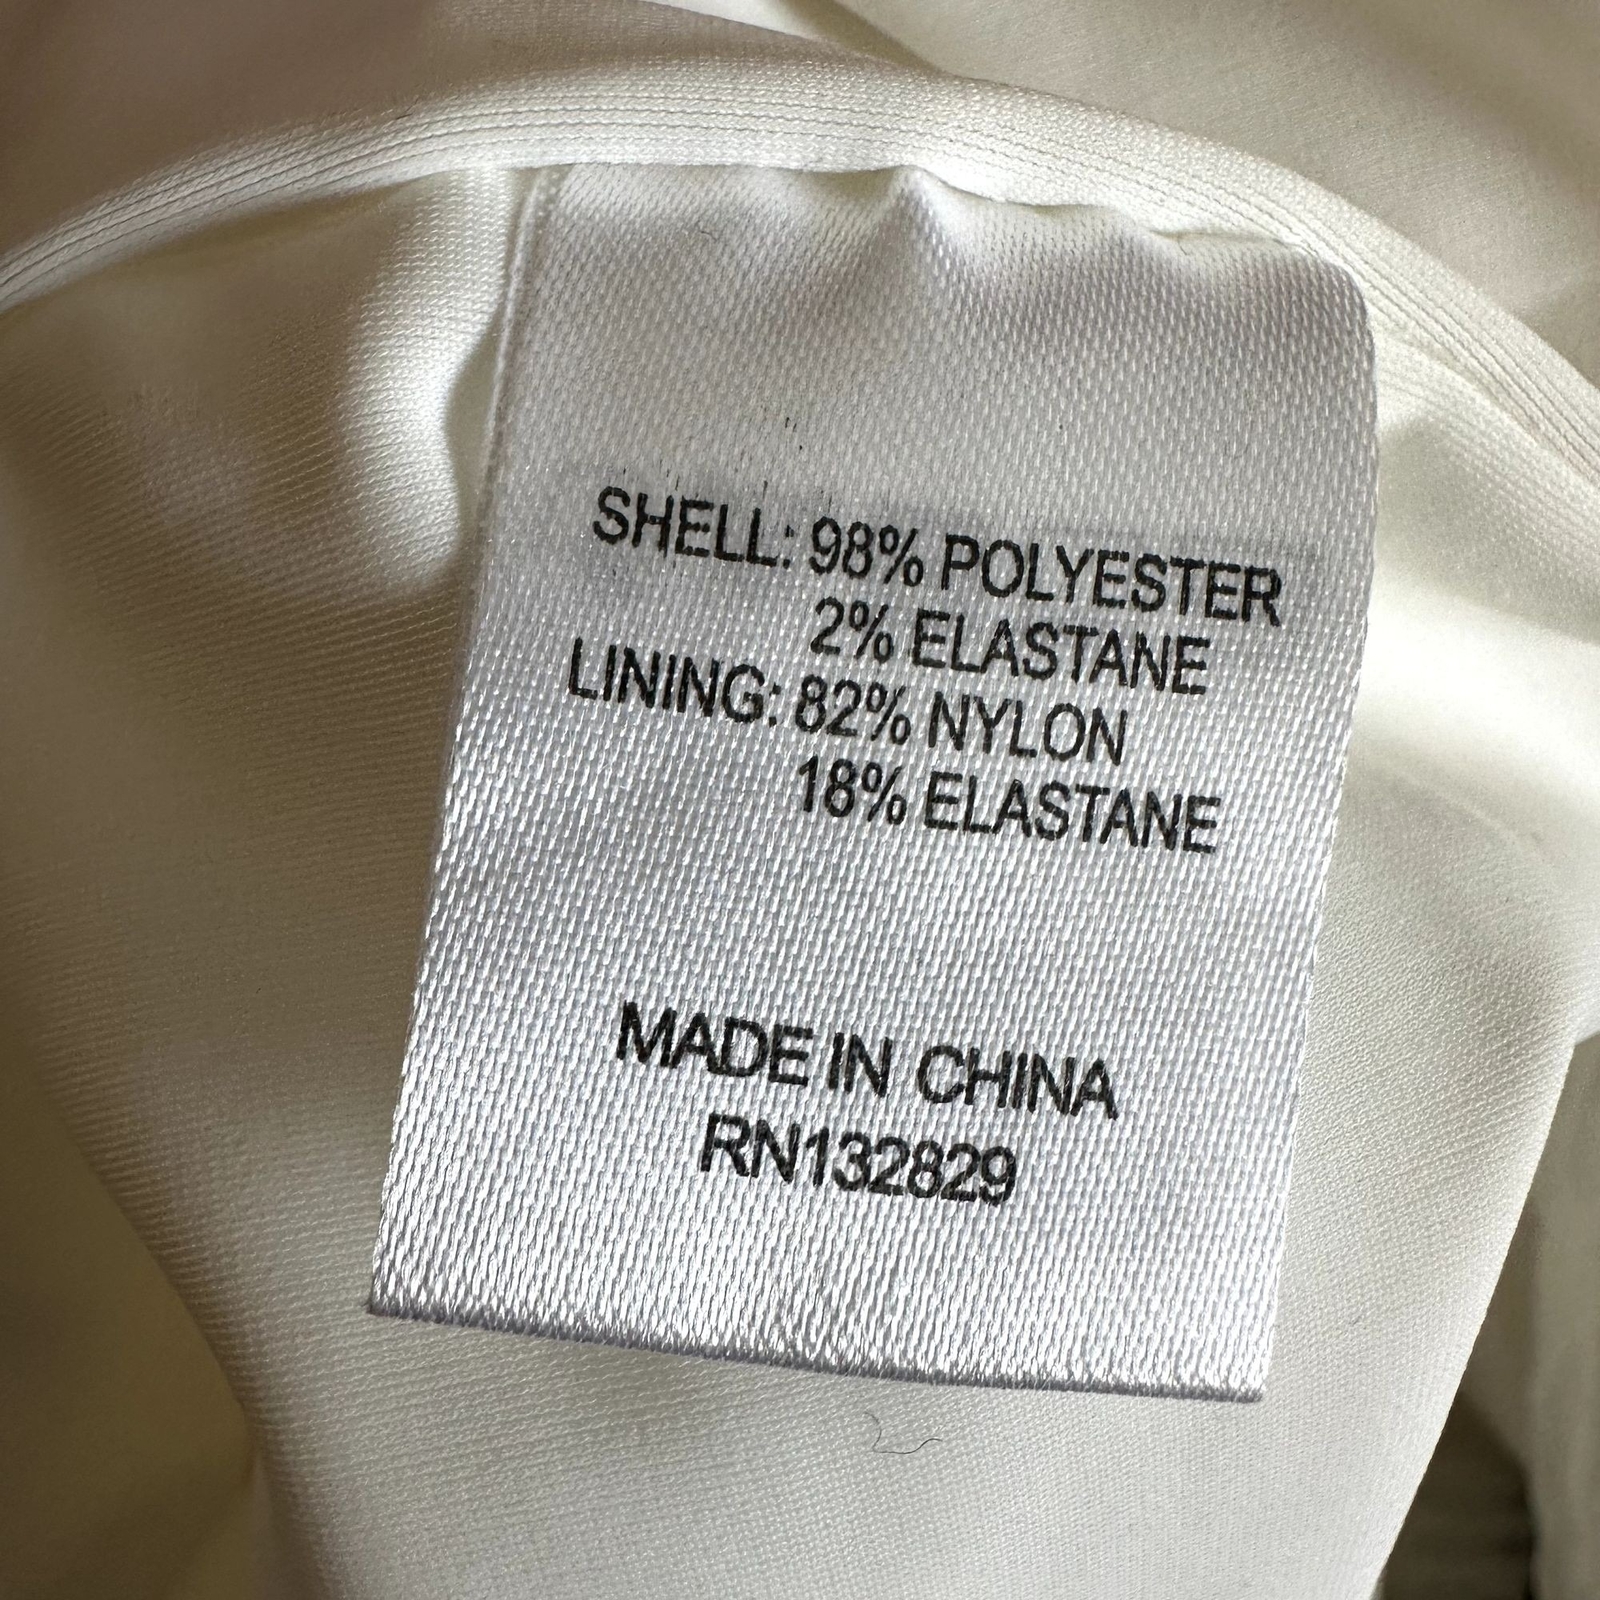 SHELL: 98% POLYESTER
2% ELASTANE
LINING: 82% NYLON
18% ELASTANE
MADE IN CHINA
RN132829